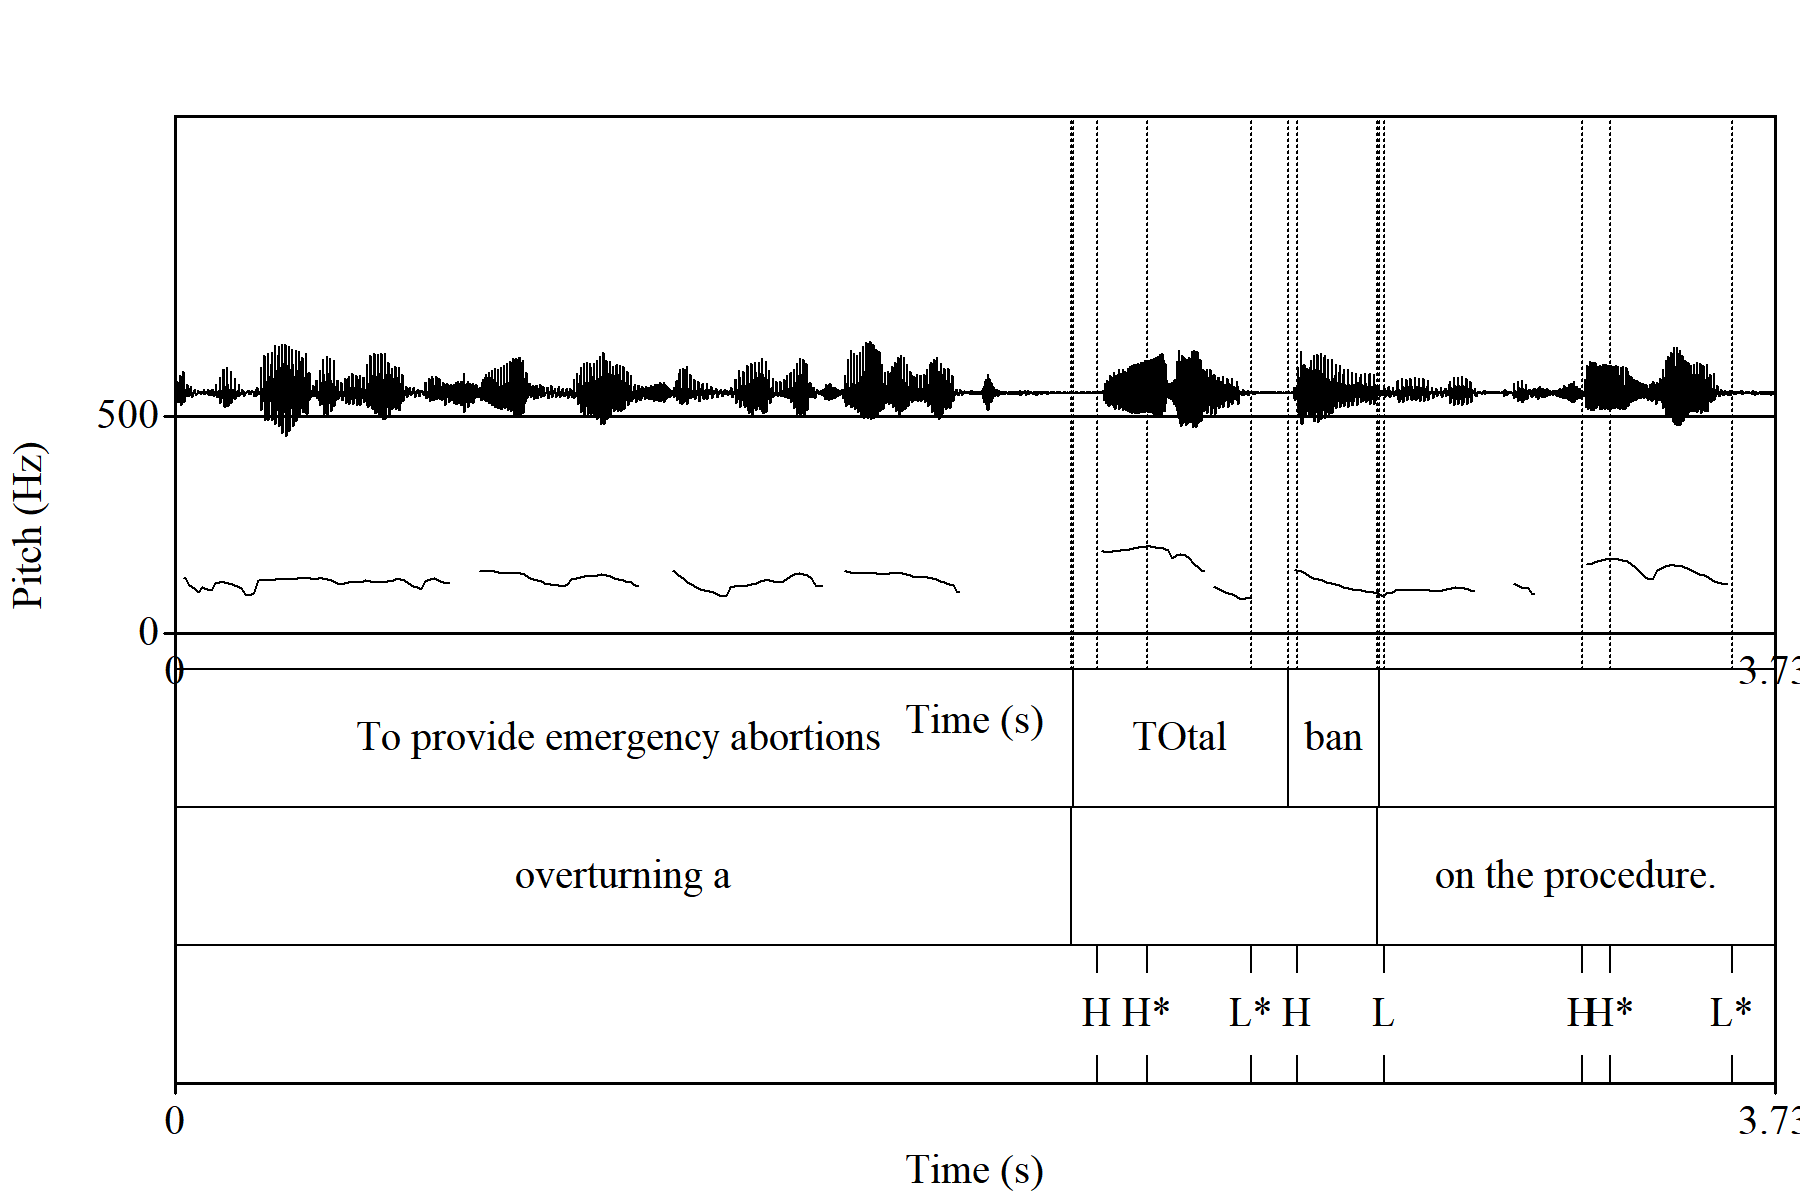 500
Pitch (Hz)
0
0 3.73
Time (s)
To provide emergency abortions TOtal ban
overturning a on the procedure.
H H* L* H L H H* L*
0 3.73
Time (s)